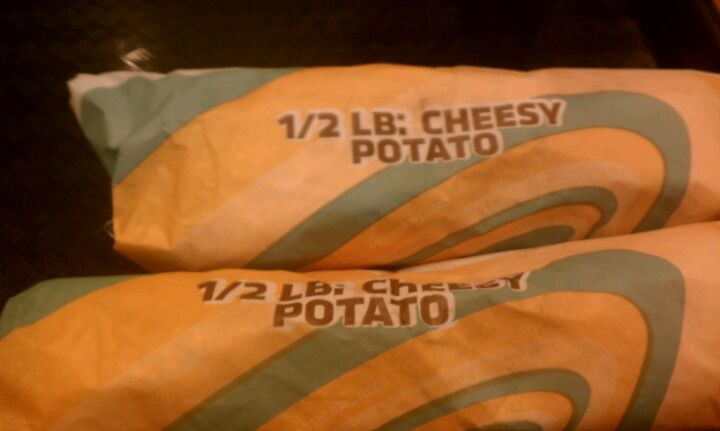 1/2 LB: CHEESY
POTATO
1/2 LB: CHEESY
POTATO